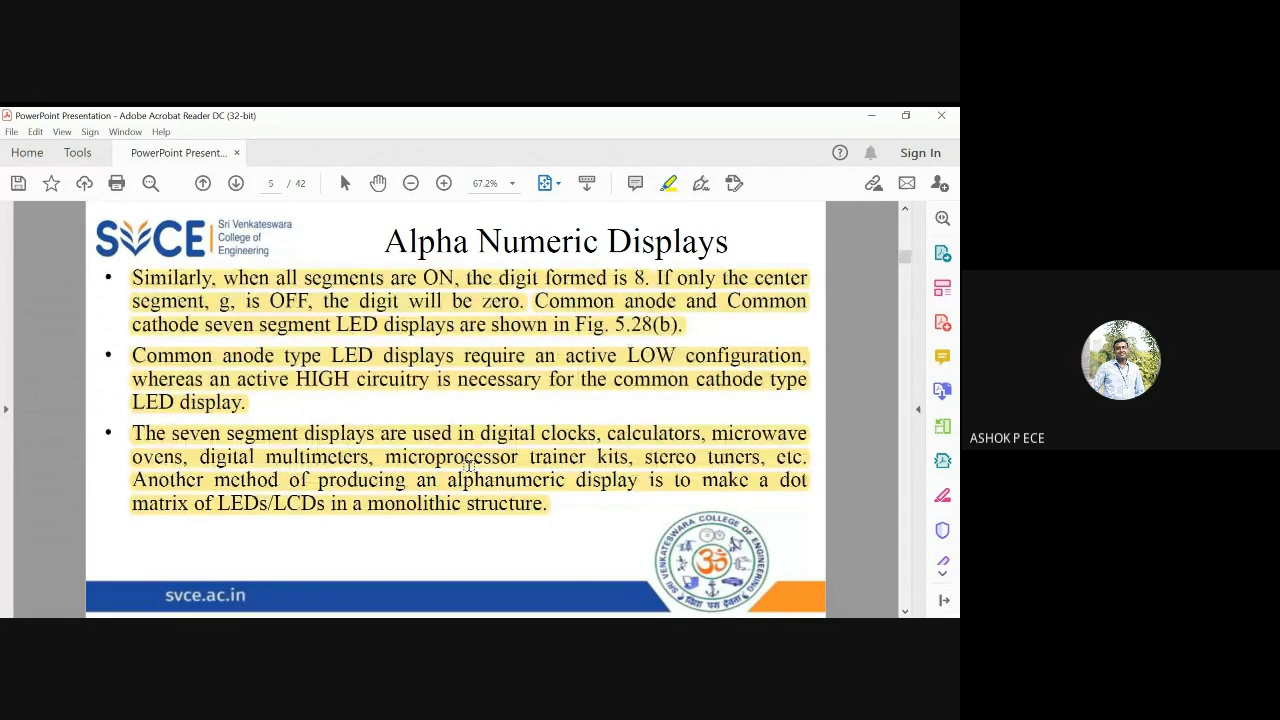 PowerPoint Presentation - Adobe Acrobat Reader DC (32-bit)
File Edit View Sign Window Help
Home Tools PowerPoint Present... × Sign In
5 / 42 67.2%
SVCE Sri Venkateswara
College of
Engineering
Alpha Numeric Displays
• Similarly, when all segments are ON, the digit formed is 8. If only the center
segment, g, is OFF, the digit will be zero. Common anode and Common
cathode seven segment LED displays are shown in Fig. 5.28(b).
• Common anode type LED displays require an active LOW configuration,
whereas an active HIGH circuitry is necessary for the common cathode type
LED display.
• The seven segment displays are used in digital clocks, calculators, microwave
ovens, digital multimeters, microprocessor trainer kits, stereo tuners, etc.
Another method of producing an alphanumeric display is to make a dot
matrix of LEDs/LCDs in a monolithic structure.
SRI VENKATESWARA COLLEGE OF ENGINEERING
ॐ
svce.ac.in
ASHOK P ECE